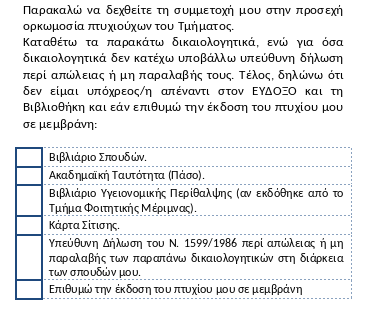 Παρακαλώ να δεχθείτε τη συμμετοχή μου στην προσεχή
ορκωμοσία πτυχιούχων του Τμήματος.
Καταθέτω τα παρακάτω δικαιολογητικά, ενώ για όσα
δικαιολογητικά δεν κατέχω υποβάλλω υπεύθυνη δήλωση
περί απώλειας ή μη παραλαβής τους. Τέλος, δηλώνω ότι
δεν είμαι υπόχρεος/η απέναντι στον ΕΥΔΟΞΟ και τη
Βιβλιοθήκη και εάν επιθυμώ την έκδοση του πτυχίου μου
σε μεμβράνη:
Βιβλιάριο Σπουδών.
Ακαδημαϊκή Ταυτότητα (Πάσο).
Βιβλιάριο Υγειονομικής Περίθαλψης (αν εκδόθηκε από το
Τμήμα Φοιτητικής Μέριμνας).
Κάρτα Σίτισης.
Υπεύθυνη Δήλωση του Ν. 1599/1986 περί απώλειας ή μη
παραλαβής των παραπάνω δικαιολογητικών στη διάρκεια
των σπουδών μου.
Επιθυμώ την έκδοση του πτυχίου μου σε μεμβράνη